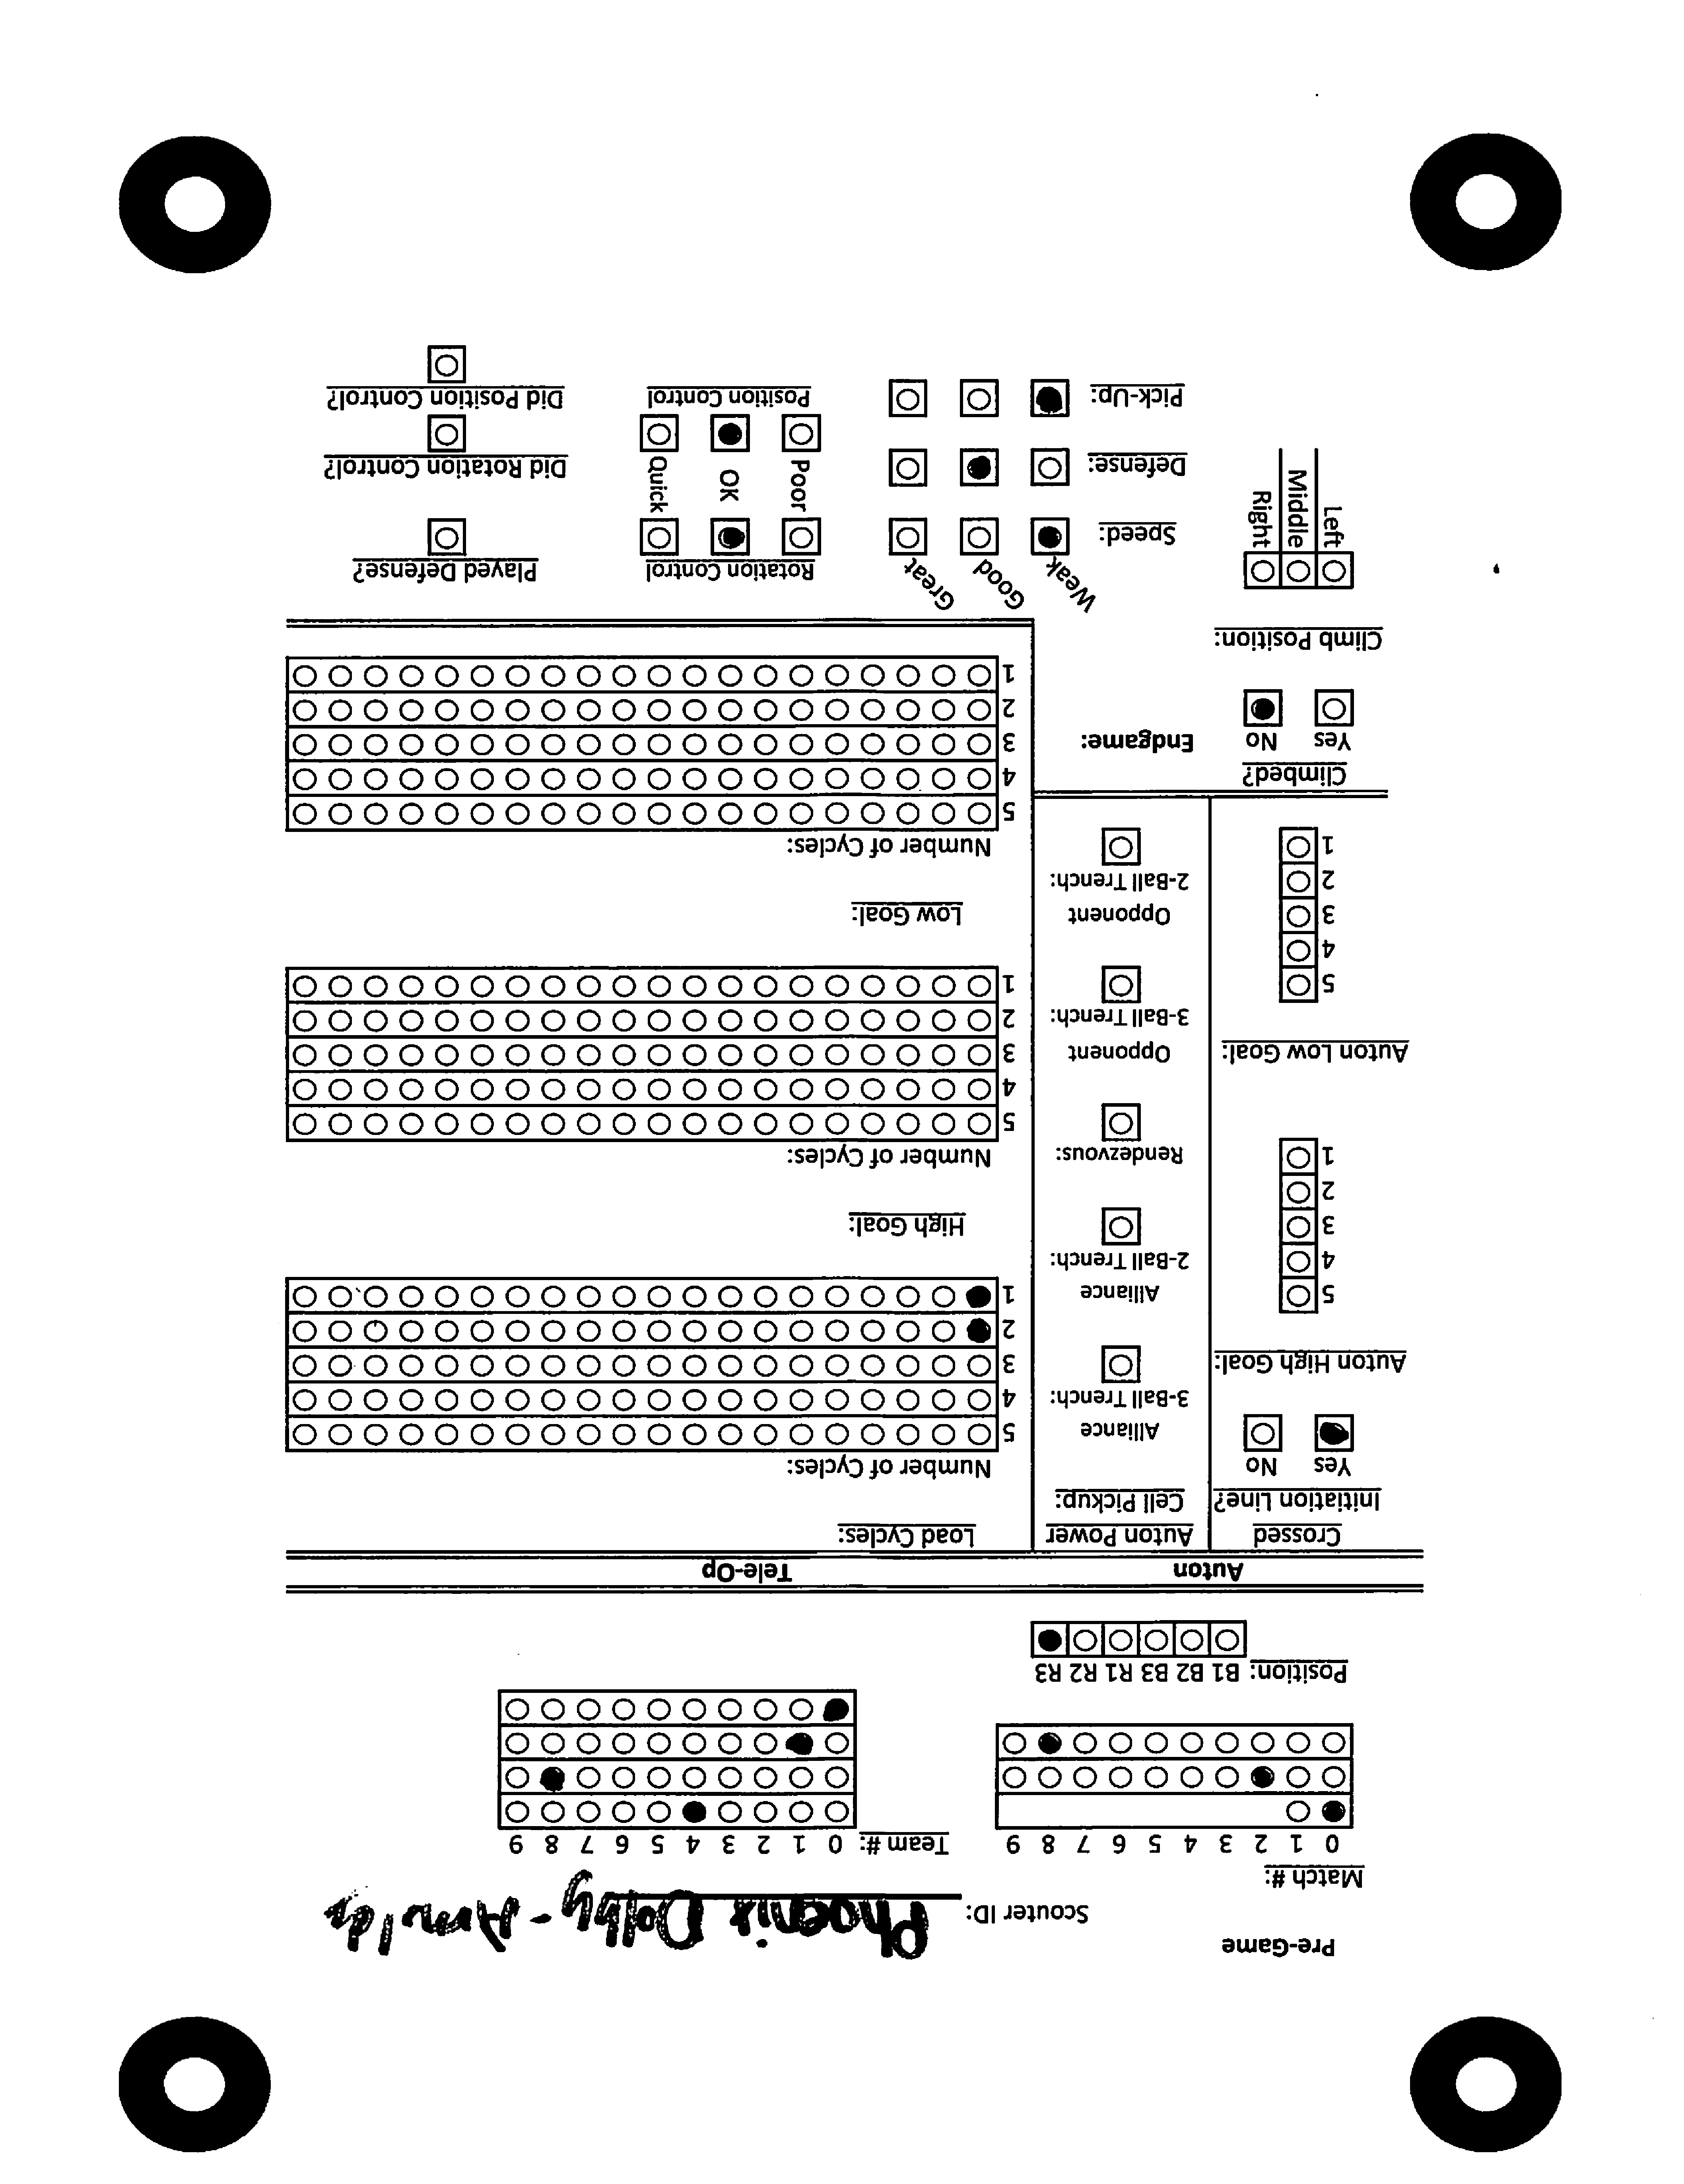 Pre-Game
Scouter ID: Phoenix Dolby-
Match #:
0 1 2 3 4 5 6 7 8 9
Team #: 0 1 2 3 4 5 6 7 8 9
Position: B1 B2 B3 R1 R2 R3
Auton
Tele-Op
Crossed
Initiation Line?
Yes No
Auton High Goal:
5
4
3
2
1
Auton Low Goal:
5
4
3
2
1
Auton Power
Cell Pickup:
Alliance
3-Ball Trench:
Alliance
2-Ball Trench:
Rendezvous:
Opponent
3-Ball Trench:
Opponent
2-Ball Trench:
Load Cycles:
Number of Cycles:
5
4
3
2
1
High Goal:
Number of Cycles:
5
4
3
2
1
Low Goal:
Number of Cycles:
5
4
3
2
1
Climbed?
Yes No
Endgame:
Climb Position:
Left
Middle
Right
Weak Good Great
Speed:
Defense:
Pick-Up:
Rotation Control
Poor OK Quick
Position Control
Played Defense?
Did Rotation Control?
Did Position Control?